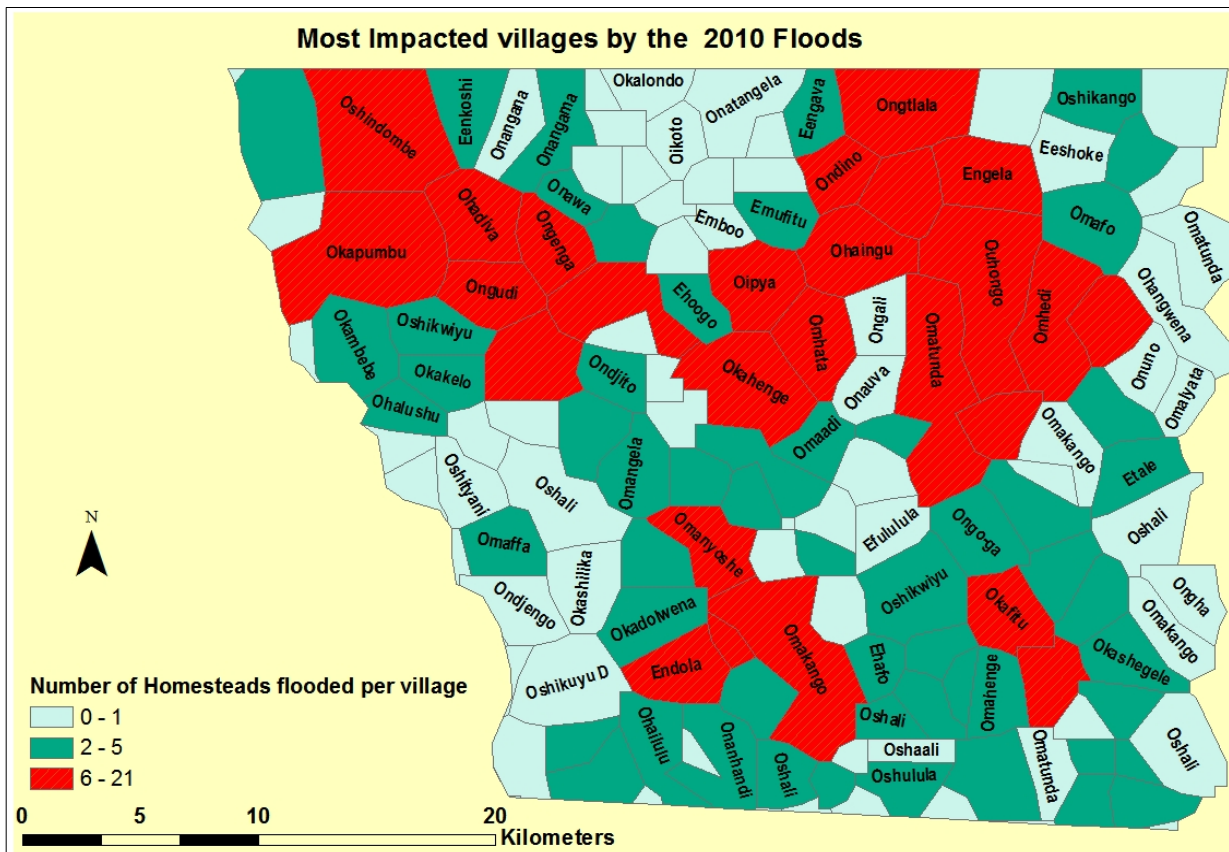 Most Impacted villages by the 2010 Floods
Okalondo
Onatangela
Oshindombe
Eenkoshi
Onangana
Onangama
Oikoto
Eengava
Ongtlala
Oshikango
Eeshoke
Ondino
Engela
Onawa
Emufitu
Emboo
Omafo
Omatunda
Ohadiva
Ongenga
Okapumbu
Ohaingu
Ouhongo
Ohangwena
Oipya
Ongudi
Ehoogo
Ongali
Omhedi
Omhata
Omatunda
Okambebe
Oshikwiyu
Okakelo
Ondjito
Okahenge
Onauva
Onuno
Omalyata
Ohalushu
Omaadi
Omakango
Omangela
Etale
Oshityani
Oshali
Efululula
Ongo-ga
Oshali
Omaffa
Omanyoshe
Okashilika
Oshikwiyu
Okafitu
Ongha
Ondjengo
Omakango
Okadolwena
Omakango
Ehafo
Okashegele
Endola
Omahenge
Oshikuyu D
Oshali
Ohailulu
Onanhandi
Oshali
Oshaali
Oshulula
Omatunda
Oshali
N
Number of Homesteads flooded per village
0 - 1
2 - 5
6 - 21
0 5 10 20
Kilometers